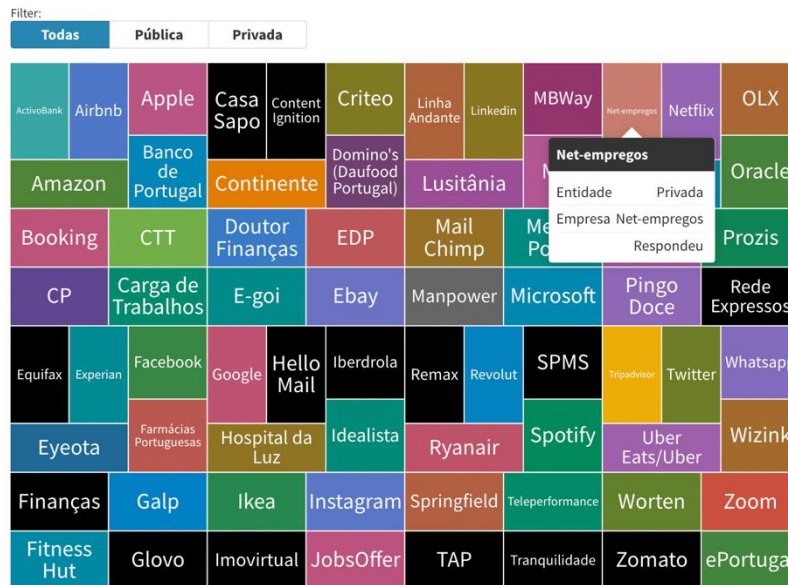 Filter:
Todas Pública Privada
ActivoBank
Airbnb
Apple
Casa
Sapo
Content
Ignition
Criteo
Linha
Andante
Linkedin
MBWay
Net-empregos
Netflix
OLX
Amazon
Banco
de
Portugal
Continente
Domino's
(Daufood
Portugal)
Lusitânia
Oracle
Net-empregos
Entidade Privada
Empresa Net-empregos
Respondeu
Booking
CTT
Doutor
Finanças
EDP
Mail
Chimp
Prozis
CP
Carga de
Trabalhos
E-goi
Ebay
Manpower
Microsoft
Pingo
Doce
Rede
Expressos
Equifax
Experian
Facebook
Google
Hello
Mail
Iberdrola
Remax
Revolut
SPMS
Tripadvisor
Twitter
Whatsapp
Eyeota
Farmácias
Portuguesas
Hospital da
Luz
Idealista
Ryanair
Spotify
Uber
Eats/Uber
Wizink
Finanças
Galp
Ikea
Instagram
Springfield
Teleperformance
Worten
Zoom
Fitness
Hut
Glovo
Imovirtual
JobsOffer
TAP
Tranquilidade
Zomato
ePortuga